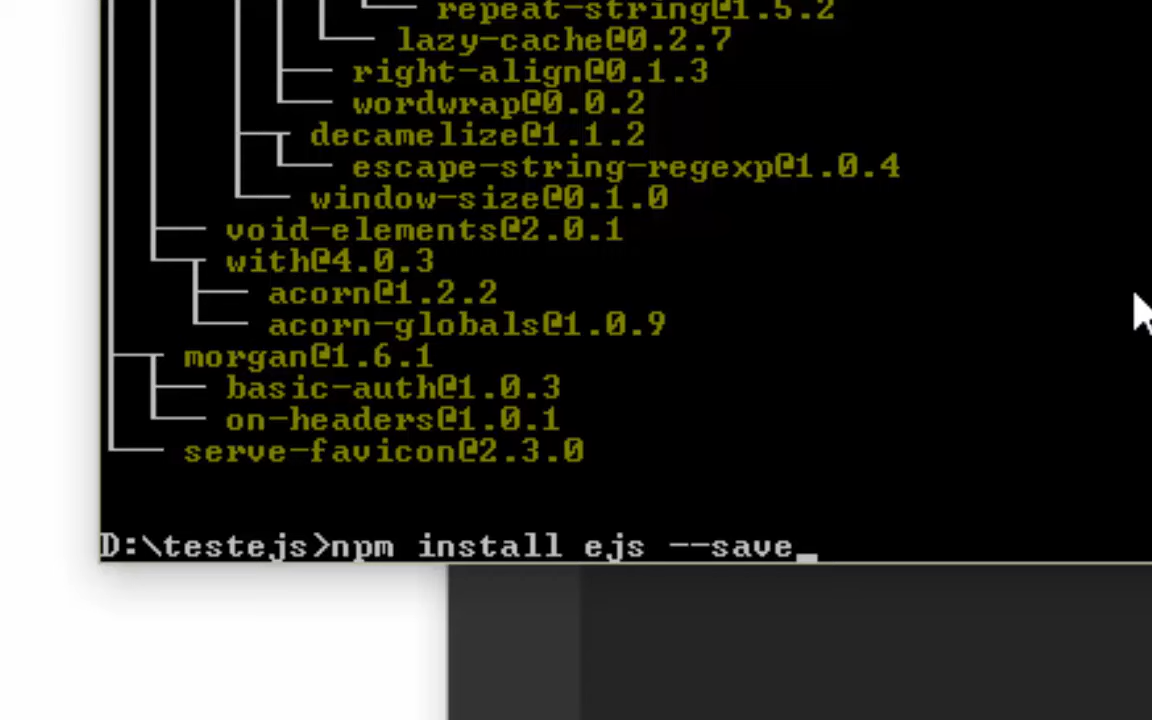 repeat-string@1.5.2
lazy-cache@0.2.7
right-align@0.1.3
wordwrap@0.0.2
decamelize@1.1.2
escape-string-regexp@1.0.4
window-size@0.1.0
void-elements@2.0.1
with@4.0.3
acorn@1.2.2
acorn-globals@1.0.9
morgan@1.6.1
basic-auth@1.0.3
on-headers@1.0.1
serve-favicon@2.3.0
D:\testejs>npm install ejs --save_